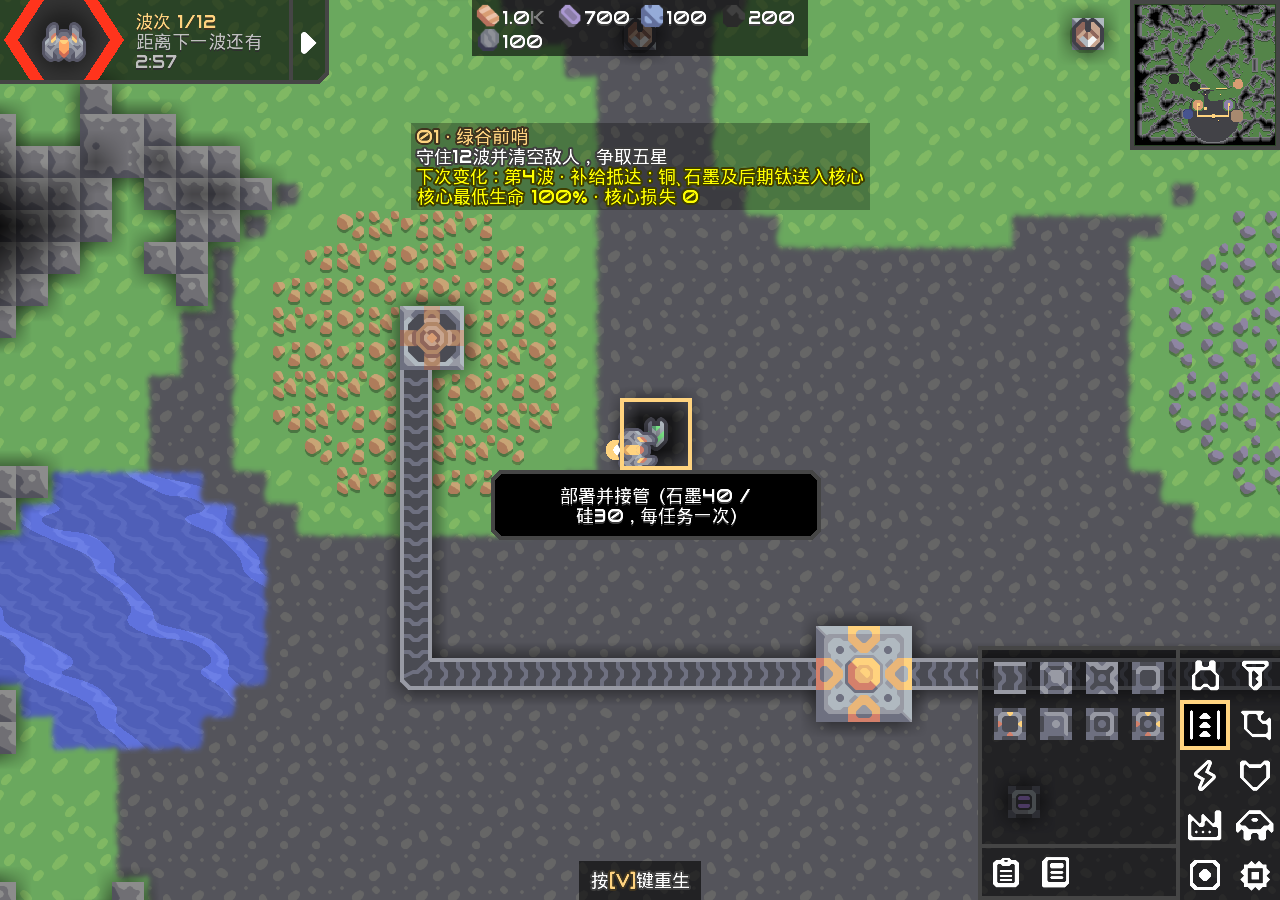 波次 1/12
距离下一波还有
2:57
1.0K 700 100 200
100
01 · 绿谷前哨
守住12波并清空敌人，争取五星
下次变化：第4波 · 补给抵达：铜、石墨及后期钛送入核心
核心最低生命 100% · 核心损失 0
部署并接管 (石墨40 /
硅30，每任务一次)
按[V]键重生